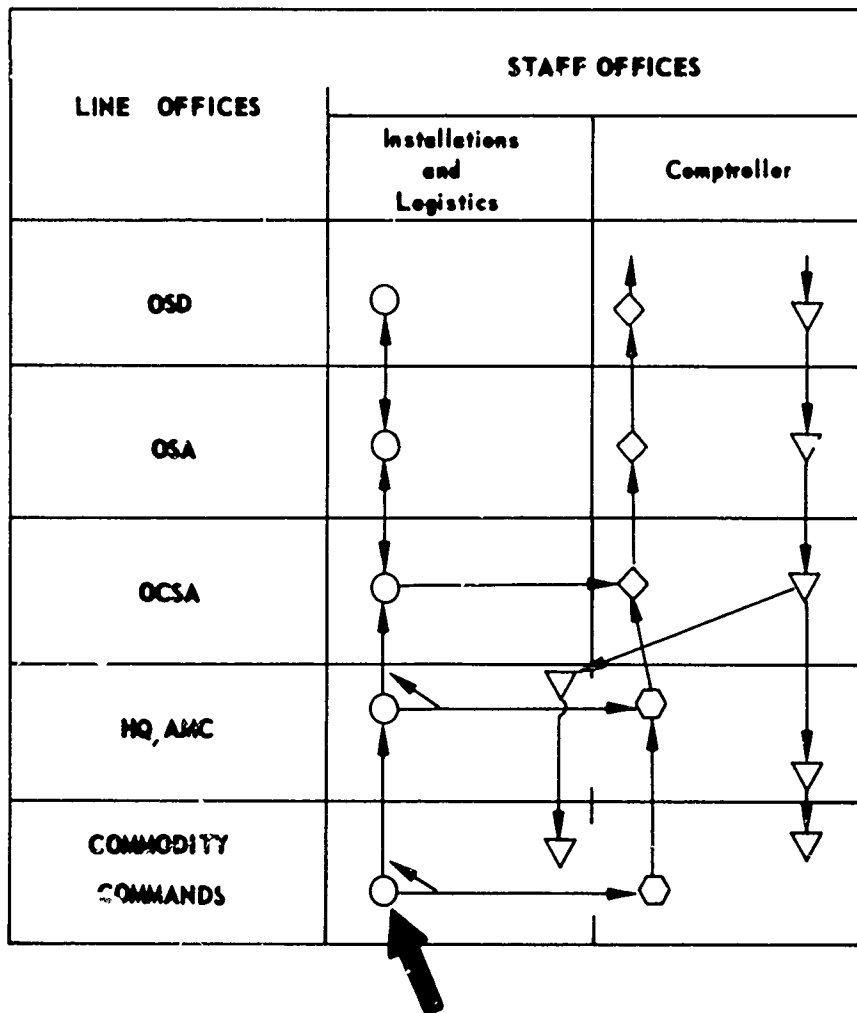 STAFF OFFICES
LINE OFFICES
Installations
and
Logistics
Comptroller
OSD
OSA
OCSA
HQ, AMC
COMMODITY
COMMANDS